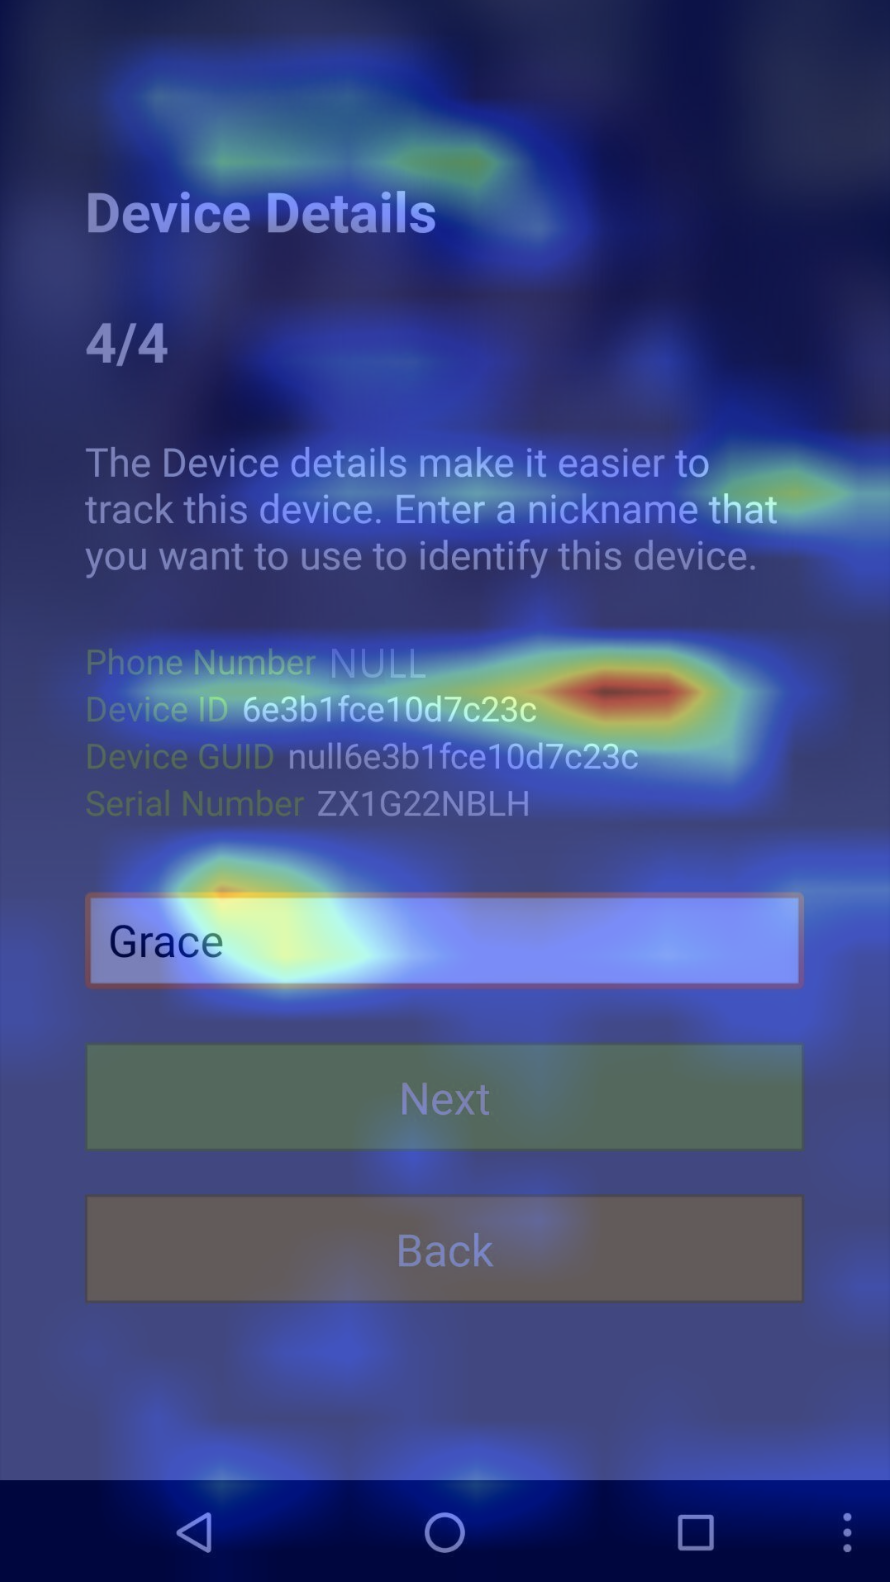 Device Details
4/4
The Device details make it easier to
track this device. Enter a nickname that
you want to use to identify this device.
Phone Number NULL
Device ID 6e3b1fce10d7c23c
Device GUID null6e3b1fce10d7c23c
Serial Number ZX1G22NBLH
Grace
Next
Back